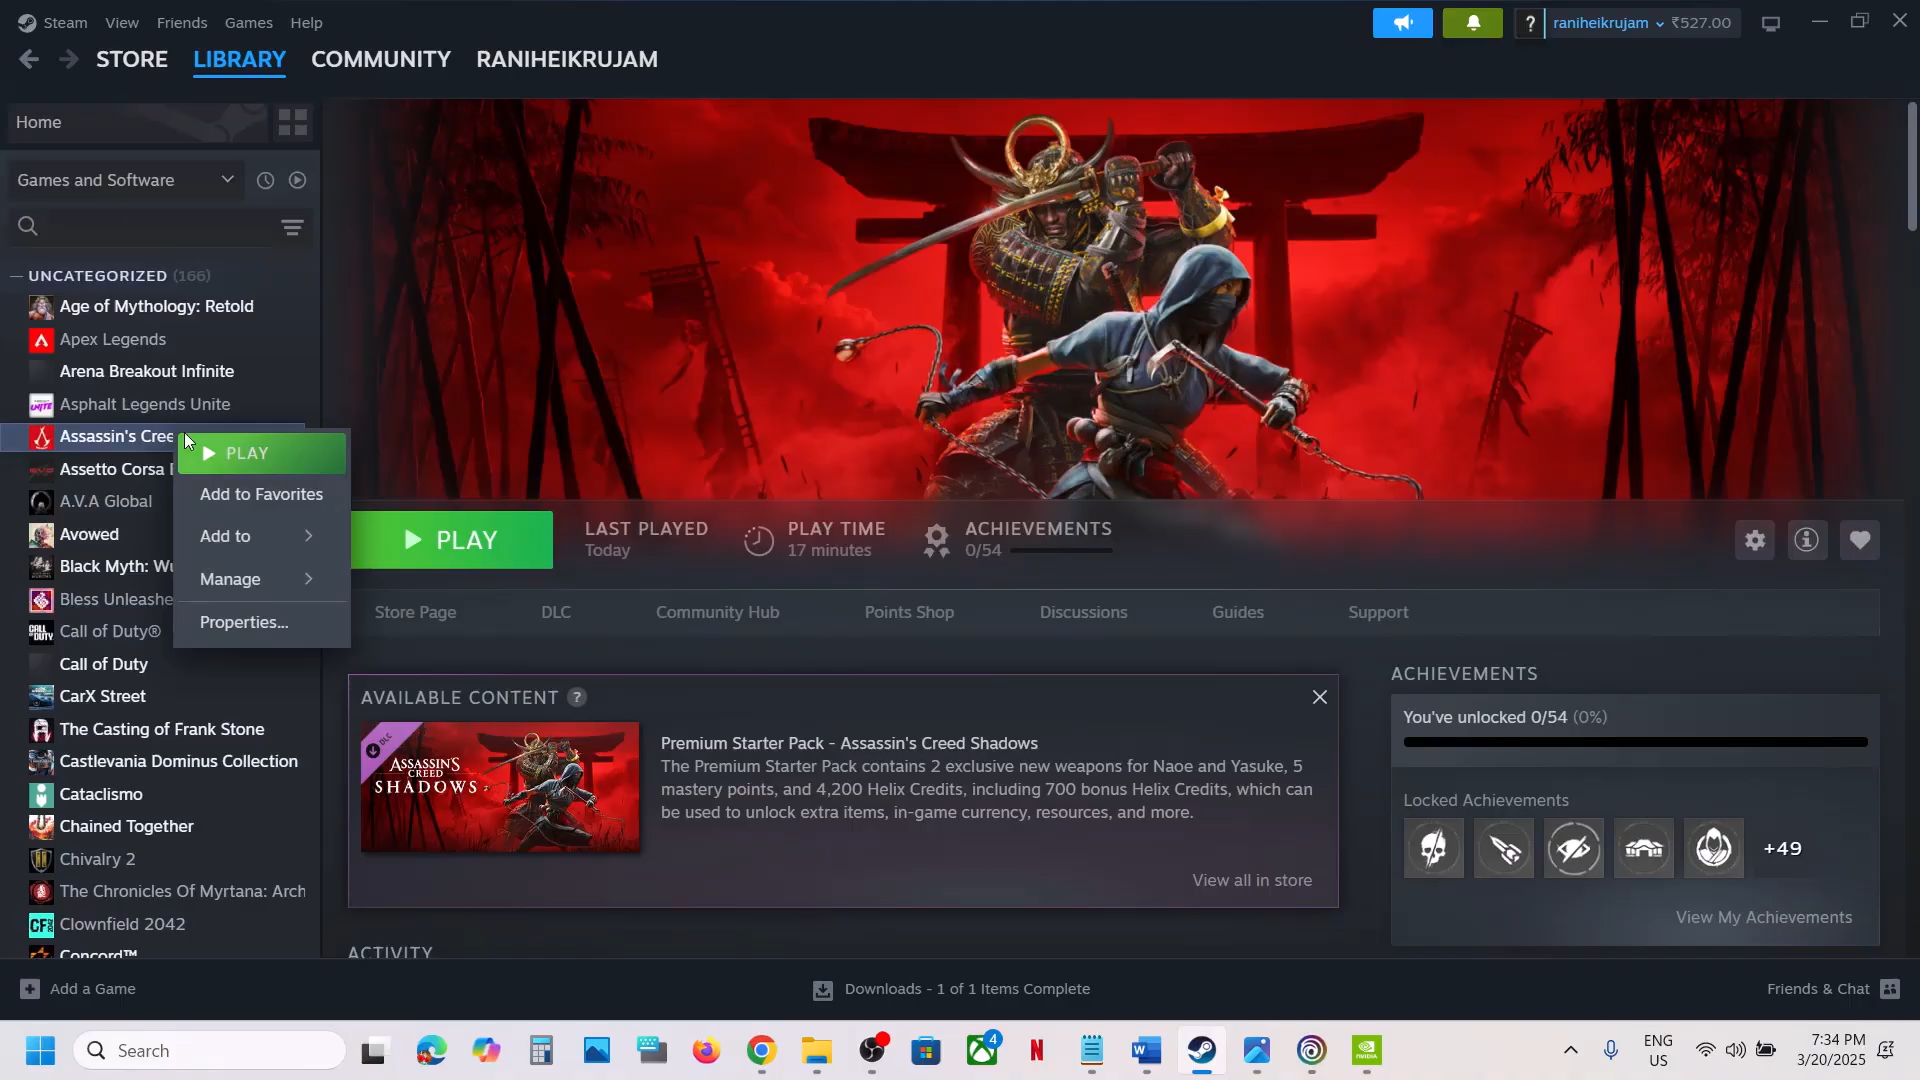 Steam View Friends Games Help
raniheikrujam ₹527.00
STORE LIBRARY COMMUNITY RANIHEIKRUJAM
Home
Games and Software
UNCATEGORIZED (166)
Age of Mythology: Retold
Apex Legends
Arena Breakout Infinite
Asphalt Legends Unite
Assassin's Cree
Assetto Corsa
A.V.A Global
Avowed
Black Myth: Wu
Bless Unleashe
Call of Duty®
Call of Duty
CarX Street
The Casting of Frank Stone
Castlevania Dominus Collection
Cataclismo
Chained Together
Chivalry 2
The Chronicles Of Myrtana: Arch
Clownfield 2042
Concord™
PLAY
Add to Favorites
Add to
Manage
Properties...
PLAY
LAST PLAYED
Today
PLAY TIME
17 minutes
ACHIEVEMENTS
0/54
Store Page DLC Community Hub Points Shop Discussions Guides Support
AVAILABLE CONTENT ?
DLC
ASSASSIN'S
CREED
SHADOWS
Premium Starter Pack - Assassin's Creed Shadows
The Premium Starter Pack contains 2 exclusive new weapons for Naoe and Yasuke, 5
mastery points, and 4,200 Helix Credits, including 700 bonus Helix Credits, which can
be used to unlock extra items, in-game currency, resources, and more.
View all in store
ACTIVITY
ACHIEVEMENTS
You've unlocked 0/54 (0%)
Locked Achievements
+49
View My Achievements
Add a Game
Downloads - 1 of 1 Items Complete
Friends & Chat
Search
4
ENG
US
7:34 PM
3/20/2025